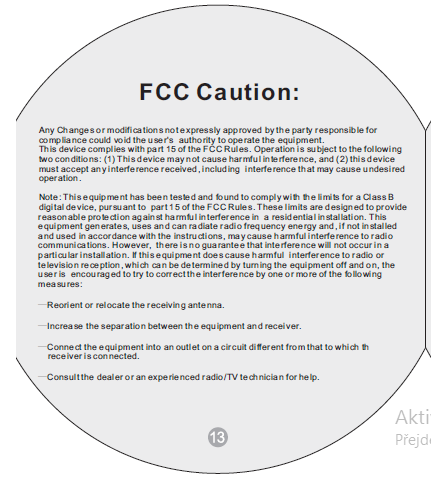 FCC Caution:
Any Changes or modifications not expressly approved by the party responsible for
compliance could void the user's authority to operate the equipment.
This device complies with part 15 of the FCC Rules. Operation is subject to the following
two conditions: (1) This device may not cause harmful interference, and (2) this device
must accept any interference received, including interference that may cause undesired
operation.
Note: This equipment has been tested and found to comply with the limits for a Class B
digital device, pursuant to part 15 of the FCC Rules. These limits are designed to provide
reasonable protection against harmful interference in a residential installation. This
equipment generates, uses and can radiate radio frequency energy and, if not installed
and used in accordance with the instructions, may cause harmful interference to radio
communications. However, there is no guarantee that interference will not occur in a
particular installation. If this equipment does cause harmful interference to radio or
television reception, which can be determined by turning the equipment off and on, the
user is encouraged to try to correct the interference by one or more of the following
measures:
—Reorient or relocate the receiving antenna.
—Increase the separation between the equipment and receiver.
—Connect the equipment into an outlet on a circuit different from that to which th
receiver is connected.
—Consult the dealer or an experienced radio/TV technician for help.
13
Akti
Přejd